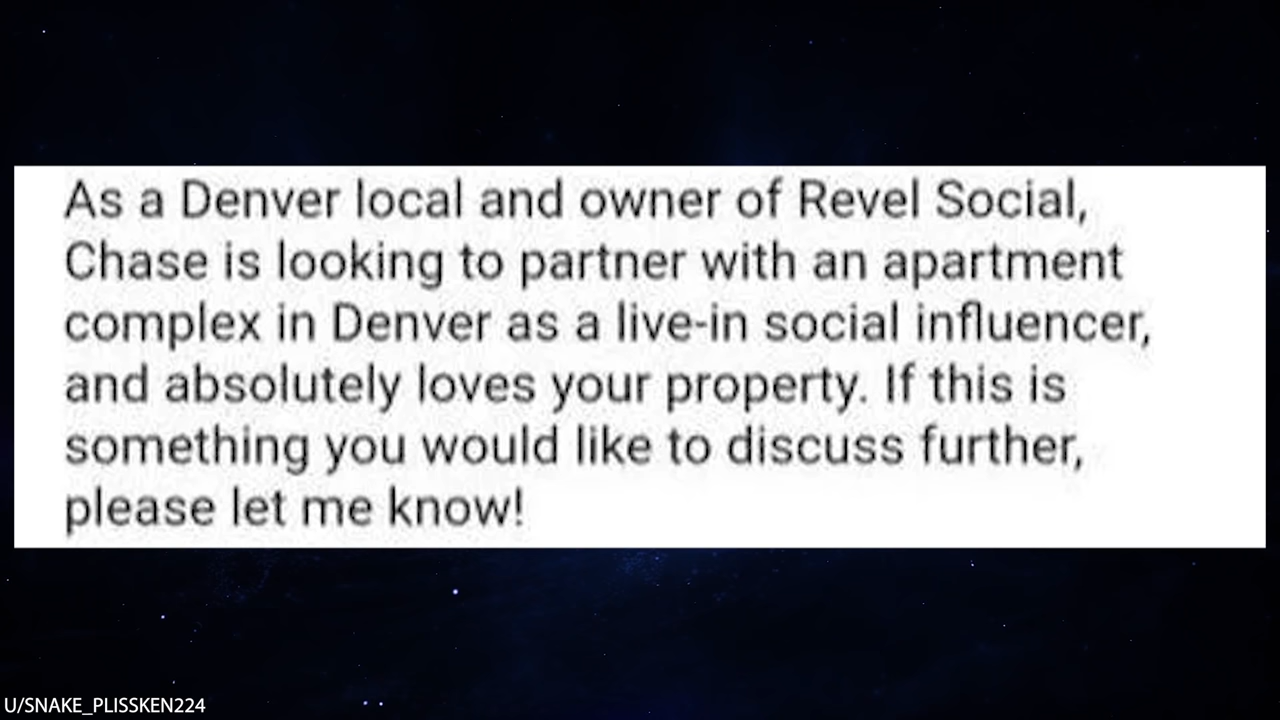 As a Denver local and owner of Revel Social,
Chase is looking to partner with an apartment
complex in Denver as a live-in social influencer,
and absolutely loves your property. If this is
something you would like to discuss further,
please let me know!
U/SNAKE_PLISSKEN224